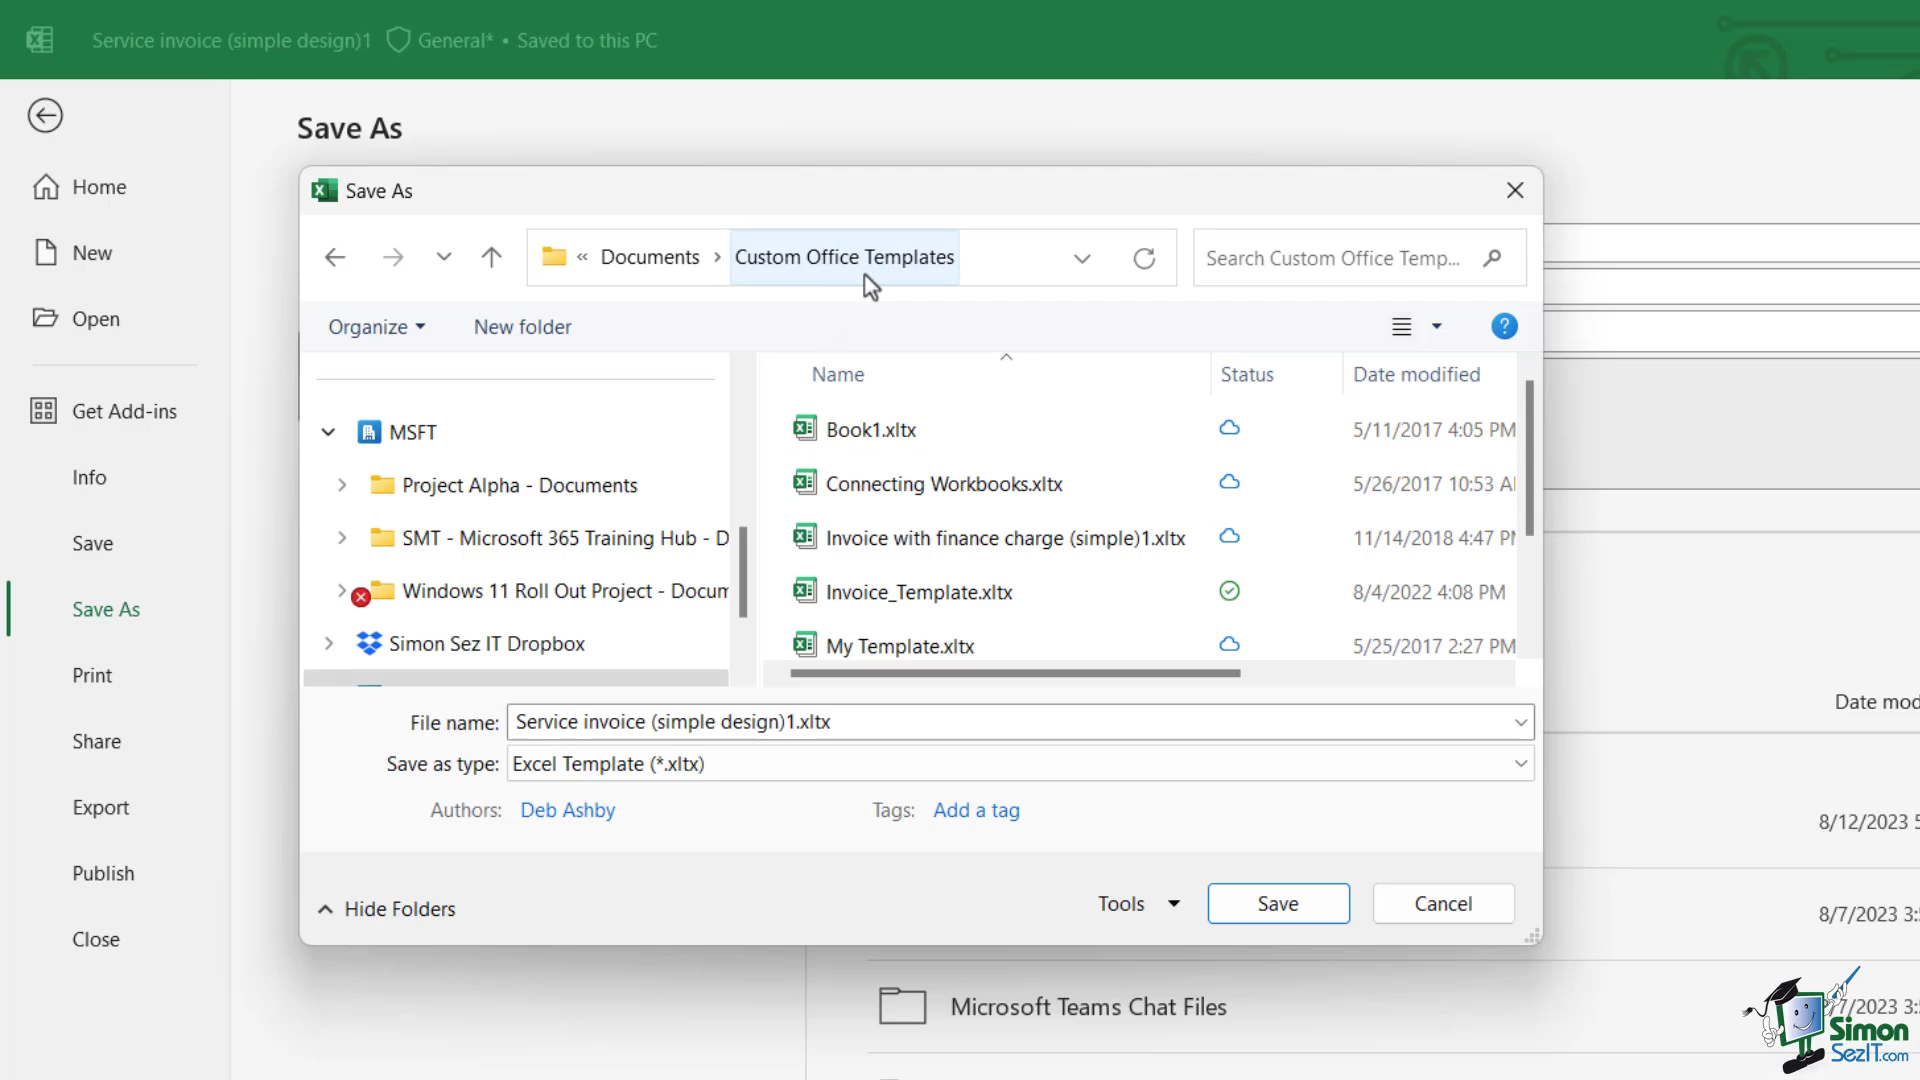 Service invoice (simple design)1 General* • Saved to this PC
Save As
Home
New
Open
Get Add-ins
Info
Save
Save As
Print
Share
Export
Publish
Close
Save As
« Documents > Custom Office Templates
Search Custom Office Temp...
Organize
New folder
?
MSFT
Project Alpha - Documents
SMT - Microsoft 365 Training Hub - D
Windows 11 Roll Out Project - Docum
Simon Sez IT Dropbox
Name Status Date modified
Book1.xltx 5/11/2017 4:05 PM
Connecting Workbooks.xltx 5/26/2017 10:53 A
Invoice with finance charge (simple)1.xltx 11/14/2018 4:47 P
Invoice_Template.xltx 8/4/2022 4:08 PM
My Template.xltx 5/25/2017 2:27 PM
File name: Service invoice (simple design)1.xltx
Save as type: Excel Template (*.xltx)
Authors: Deb Ashby Tags: Add a tag
Hide Folders
Tools Save Cancel
Date mod
8/12/2023 5
8/7/2023 3:
Microsoft Teams Chat Files
7/2023 3:
Simon
SezIT.com